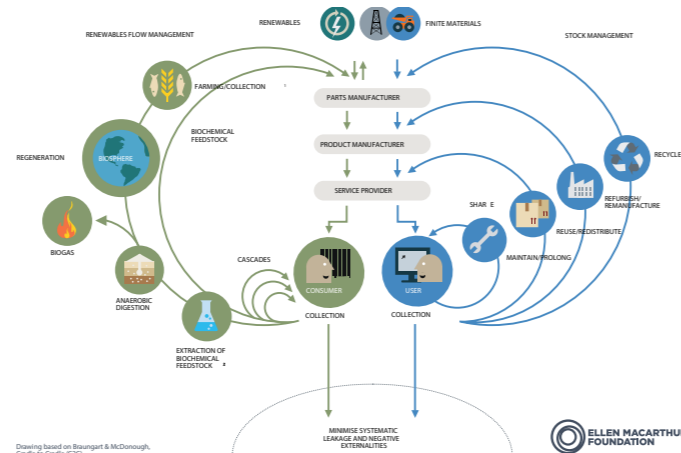 RENEWABLES
FINITE MATERIALS
RENEWABLES FLOW MANAGEMENT
STOCK MANAGEMENT
FARMING/COLLECTION
PARTS MANUFACTURER
BIOCHEMICAL
FEEDSTOCK
PRODUCT MANUFACTURER
REGENERATION
BIOSPHERE
RECYCLE
SERVICE PROVIDER
SHAR E
REFURBISH/
REMANUFACTURE
REUSE/REDISTRIBUTE
BIOGAS
CASCADES
MAINTAIN/PROLONG
CONSUMER
USER
ANAEROBIC
DIGESTION
COLLECTION
COLLECTION
EXTRACTION OF
BIOCHEMICAL
FEEDSTOCK 2
MINIMISE SYSTEMATIC
LEAKAGE AND NEGATIVE
EXTERNALITIES
ELLEN MACARTHUR
FOUNDATION
Drawing based on Braungart & McDonough,